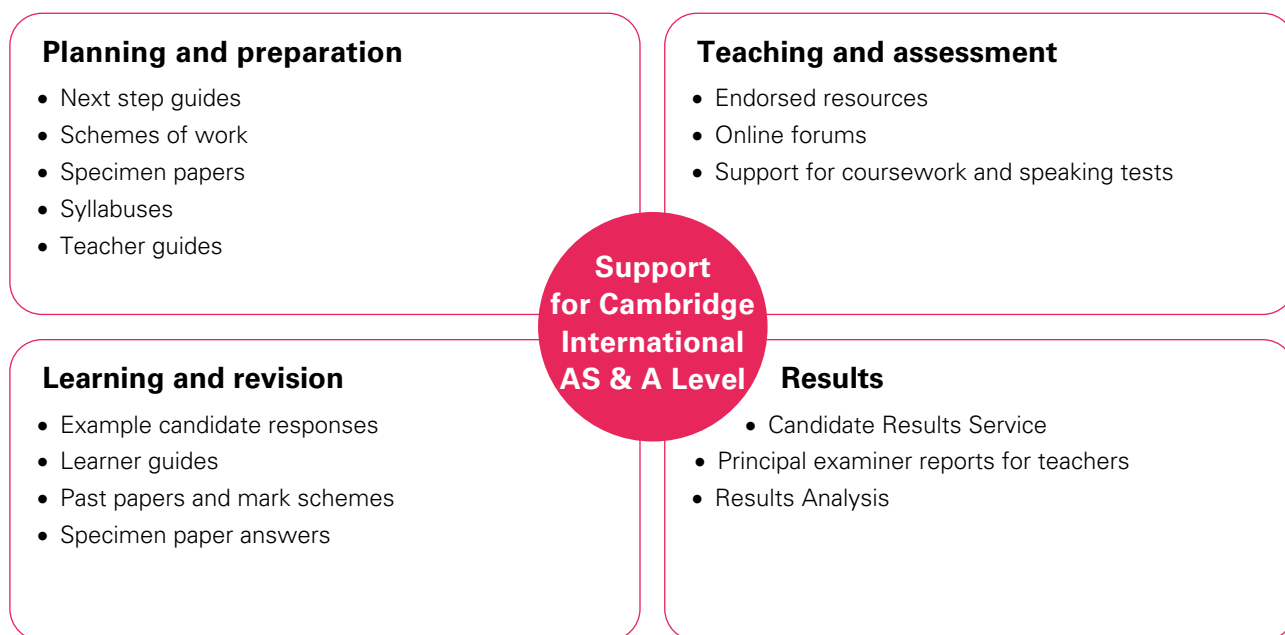 Planning and preparation
• Next step guides
• Schemes of work
• Specimen papers
• Syllabuses
• Teacher guides
Teaching and assessment
• Endorsed resources
• Online forums
• Support for coursework and speaking tests
Support
for Cambridge
International
AS & A Level
Learning and revision
• Example candidate responses
• Learner guides
• Past papers and mark schemes
• Specimen paper answers
Results
• Candidate Results Service
• Principal examiner reports for teachers
• Results Analysis